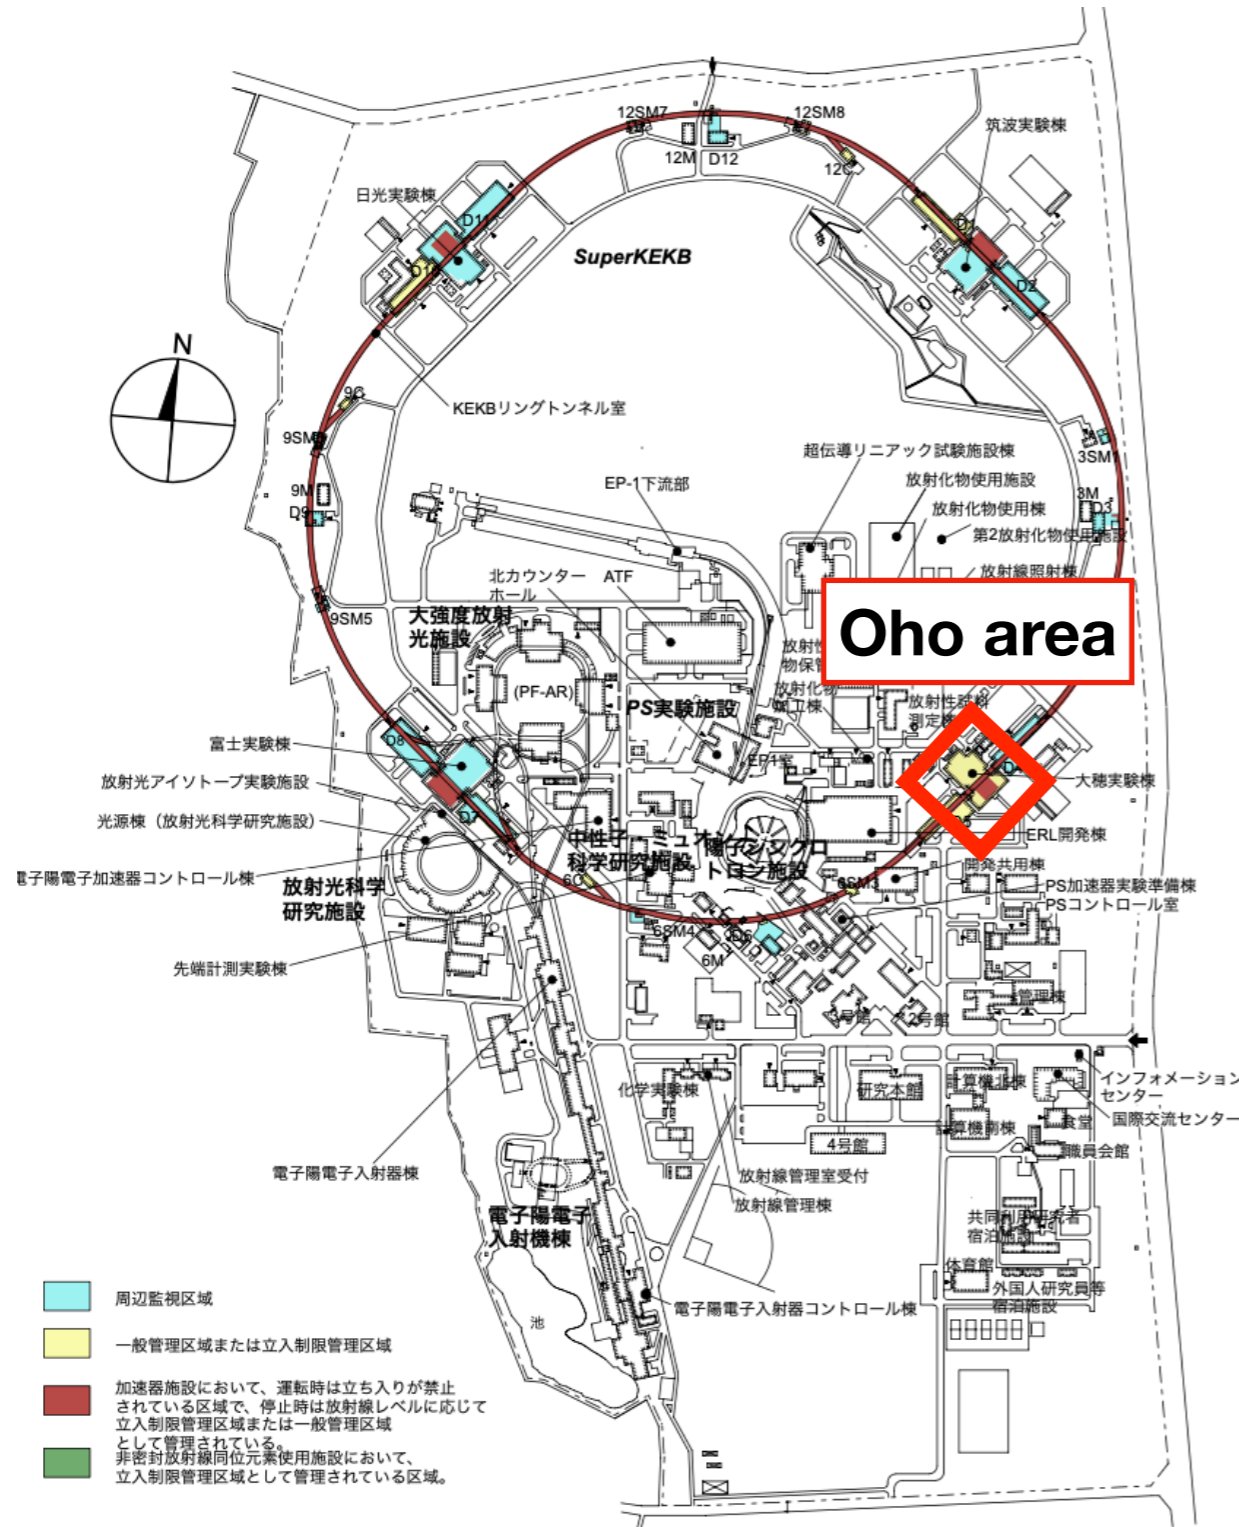 12SM7
12SM8
筑波実験棟
12M
D12
12C
日光実験棟
D11
SuperKEKB
D2
N
9C
KEKBリングトンネル室
9SM
超伝導リニアック試験施設棟
3SM1
EP-1下流部
放射化物使用施設
9M
3M
放射化物使用棟
D3
D9
第2放射化物使用施設
放射線照射棟
北カウンター
ホール
ATF
大強度放射
光施設
9SM5
Oho area
(PF-AR)
放射化物
加工棟
放射性試料
測定棟
PS実験施設
D8
富士実験棟
EP1室
放射光アイソトープ実験施設
大穂実験棟
光源棟（放射光科学研究施設）
D7
ERL開発棟
中性子・ミュオン
科学研究施設
陽子シンクロ
トロン施設
開発共用棟
電子陽電子加速器コントロール棟
放射光科学
研究施設
6C
6SM3
PS加速器実験準備棟
PSコントロール室
6SM4
D6
6M
先端計測実験棟
管理棟
2号館
化学実験棟
研究本館
計算機北棟
インフォメーション
センター
国際交流センター
計算機南棟
食堂
4号館
職員会館
電子陽電子入射器棟
放射線管理室受付
放射線管理棟
電子陽電子
入射機棟
共同利用研究者
宿泊施設
体育館
外国人研究員等
宿泊施設
電子陽電子入射器コントロール棟
池
周辺監視区域
一般管理区域または立入制限管理区域
加速器施設において、運転時は立ち入りが禁止
されている区域で、停止時は放射線レベルに応じて
立入制限管理区域または一般管理区域
として管理されている。
非密封放射線同位元素使用施設において、
立入制限管理区域として管理されている区域。